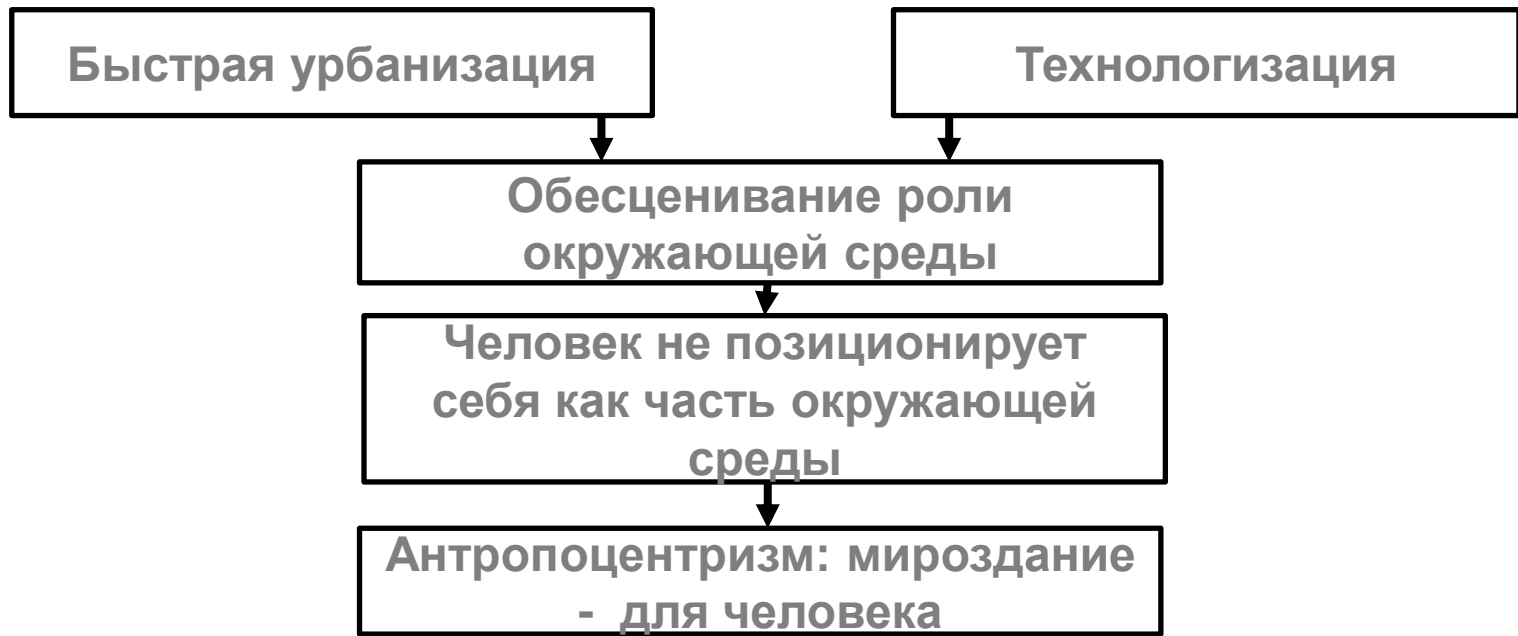 Быстрая урбанизация
Технологизация
Обесценивание роли
окружающей среды
Человек не позиционирует
себя как часть окружающей
среды
Антропоцентризм: мироздание
- для человека